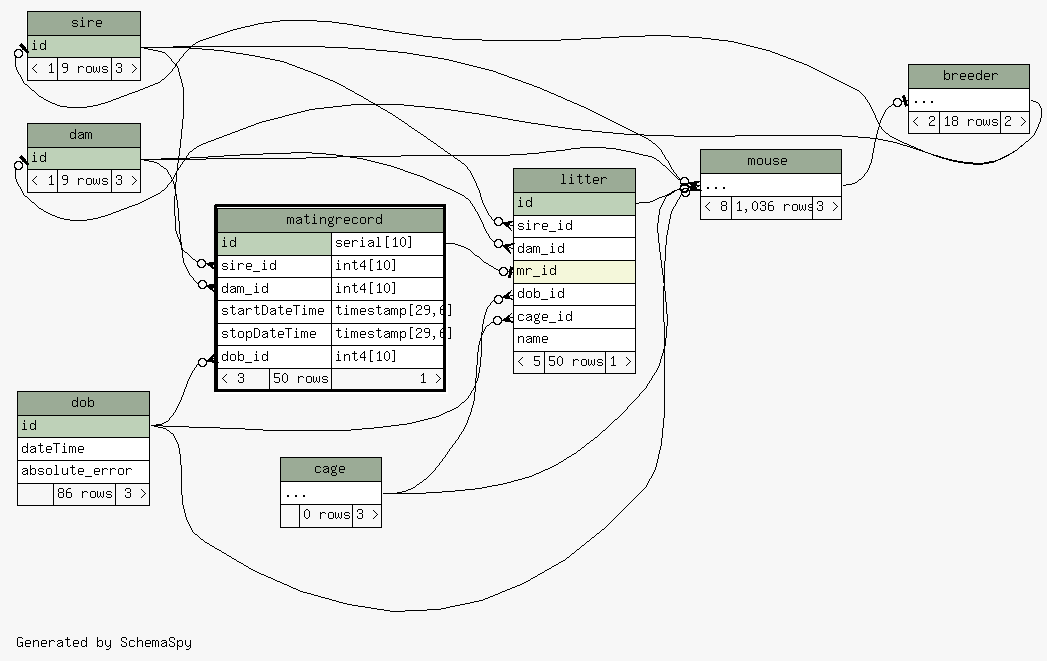 sire
id
< 1 9 rows 3 >
dam
id
< 1 9 rows 3 >
breeder
...
< 2 18 rows 2 >
mouse
...
< 8 1,036 rows 3 >
litter
id
sire_id
dam_id
mr_id
dob_id
cage_id
name
< 5 50 rows 1 >
matingrecord
id serial[10]
sire_id int4[10]
dam_id int4[10]
startDateTime timestamp[29,6]
stopDateTime timestamp[29,6]
dob_id int4[10]
< 3 50 rows 1 >
dob
id
dateTime
absolute_error
86 rows 3 >
cage
...
0 rows 3 >
Generated by SchemaSpy